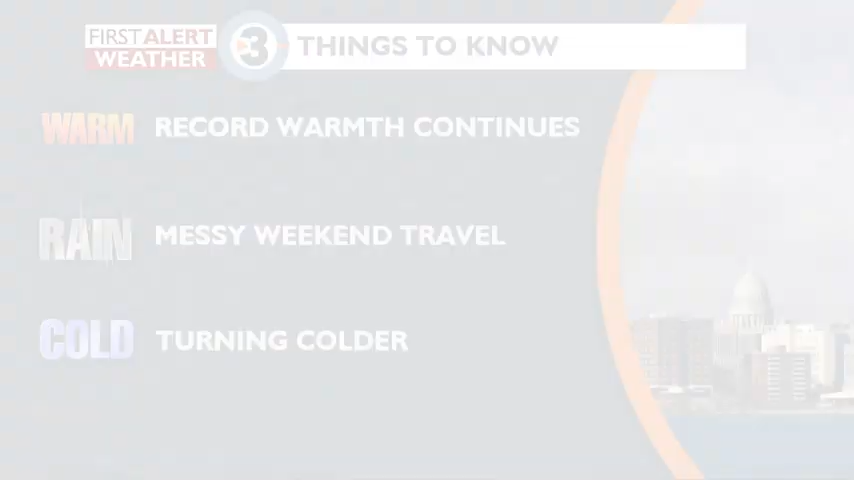 FIRST ALERT
WEATHER
3 THINGS TO KNOW
WARM RECORD WARMTH CONTINUES
RAIN MESSY WEEKEND TRAVEL
COLD TURNING COLDER